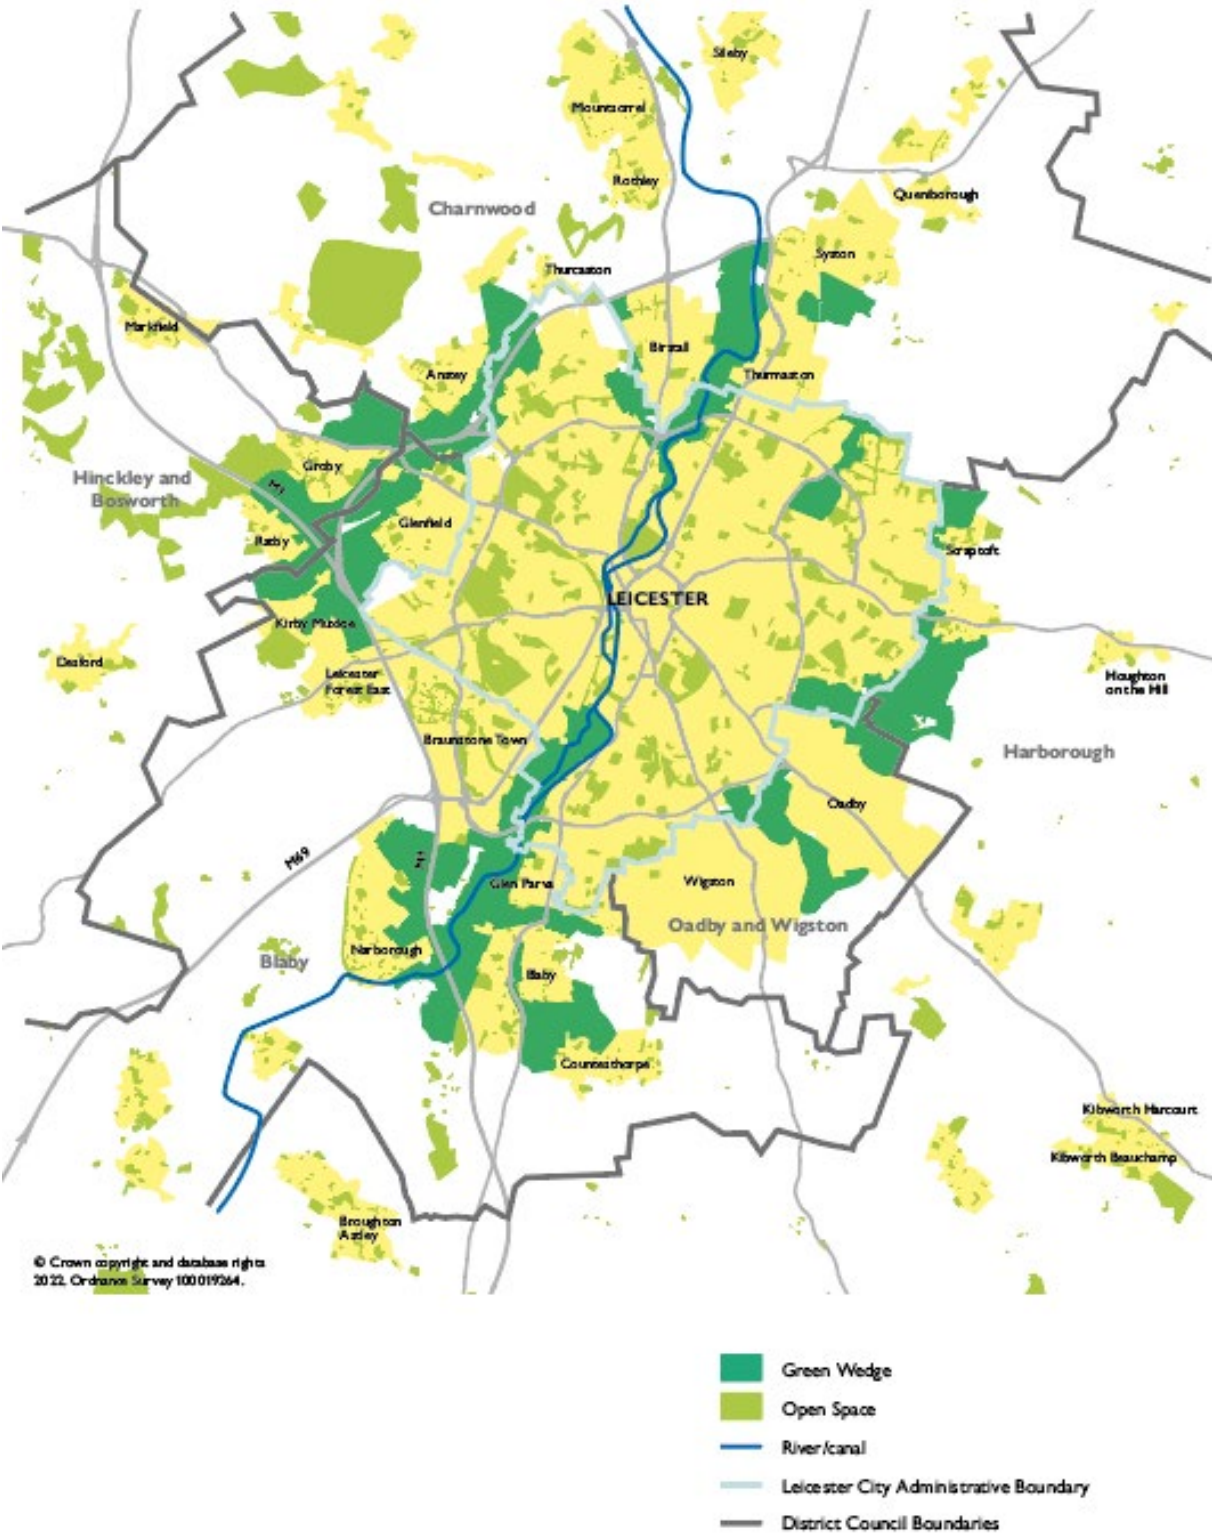 Sileby
Mountsorrel
Rothley
Quenborough
Charnwood
Syston
Thurcaston
Markfield
Birstall
Anstey
Thurmaston
Groby
Hinckley and
Bosworth
M1
Glenfield
Ratby
Scraptoft
LEICESTER
Kirby Muxloe
Desford
Leicester
Forest East
Houghton
on the Hill
Braunstone Town
Harborough
Oadby
M69
M1
Glen Parva
Wigston
Oadby and Wigston
Narborough
Blaby
Blaby
Countesthorpe
Kibworth Harcourt
Kibworth Beauchamp
Broughton
Astley
© Crown copyright and database rights
2022. Ordnance Survey 100019264.
Green Wedge
Open Space
River/canal
Leicester City Administrative Boundary
District Council Boundaries